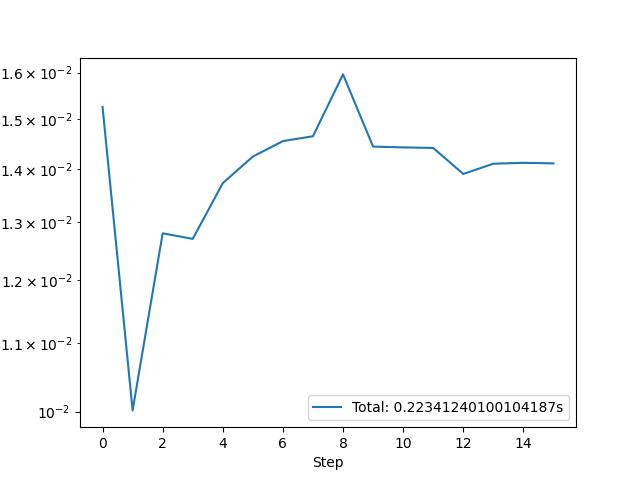 1.6 × 10⁻²
1.5 × 10⁻²
1.4 × 10⁻²
1.3 × 10⁻²
1.2 × 10⁻²
1.1 × 10⁻²
10⁻²
Total: 0.22341240100104187s
0 2 4 6 8 10 12 14
Step